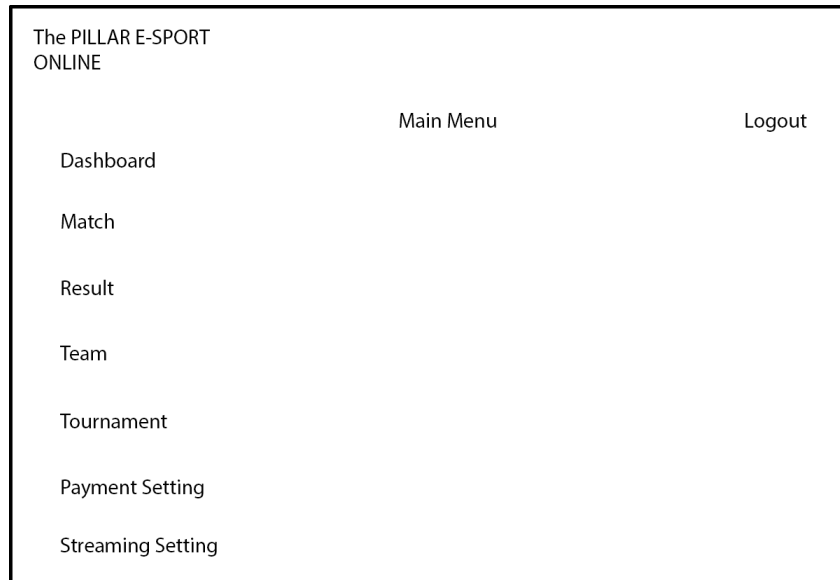 The PILLAR E-SPORT
ONLINE
Main Menu
Logout
Dashboard
Match
Result
Team
Tournament
Payment Setting
Streaming Setting